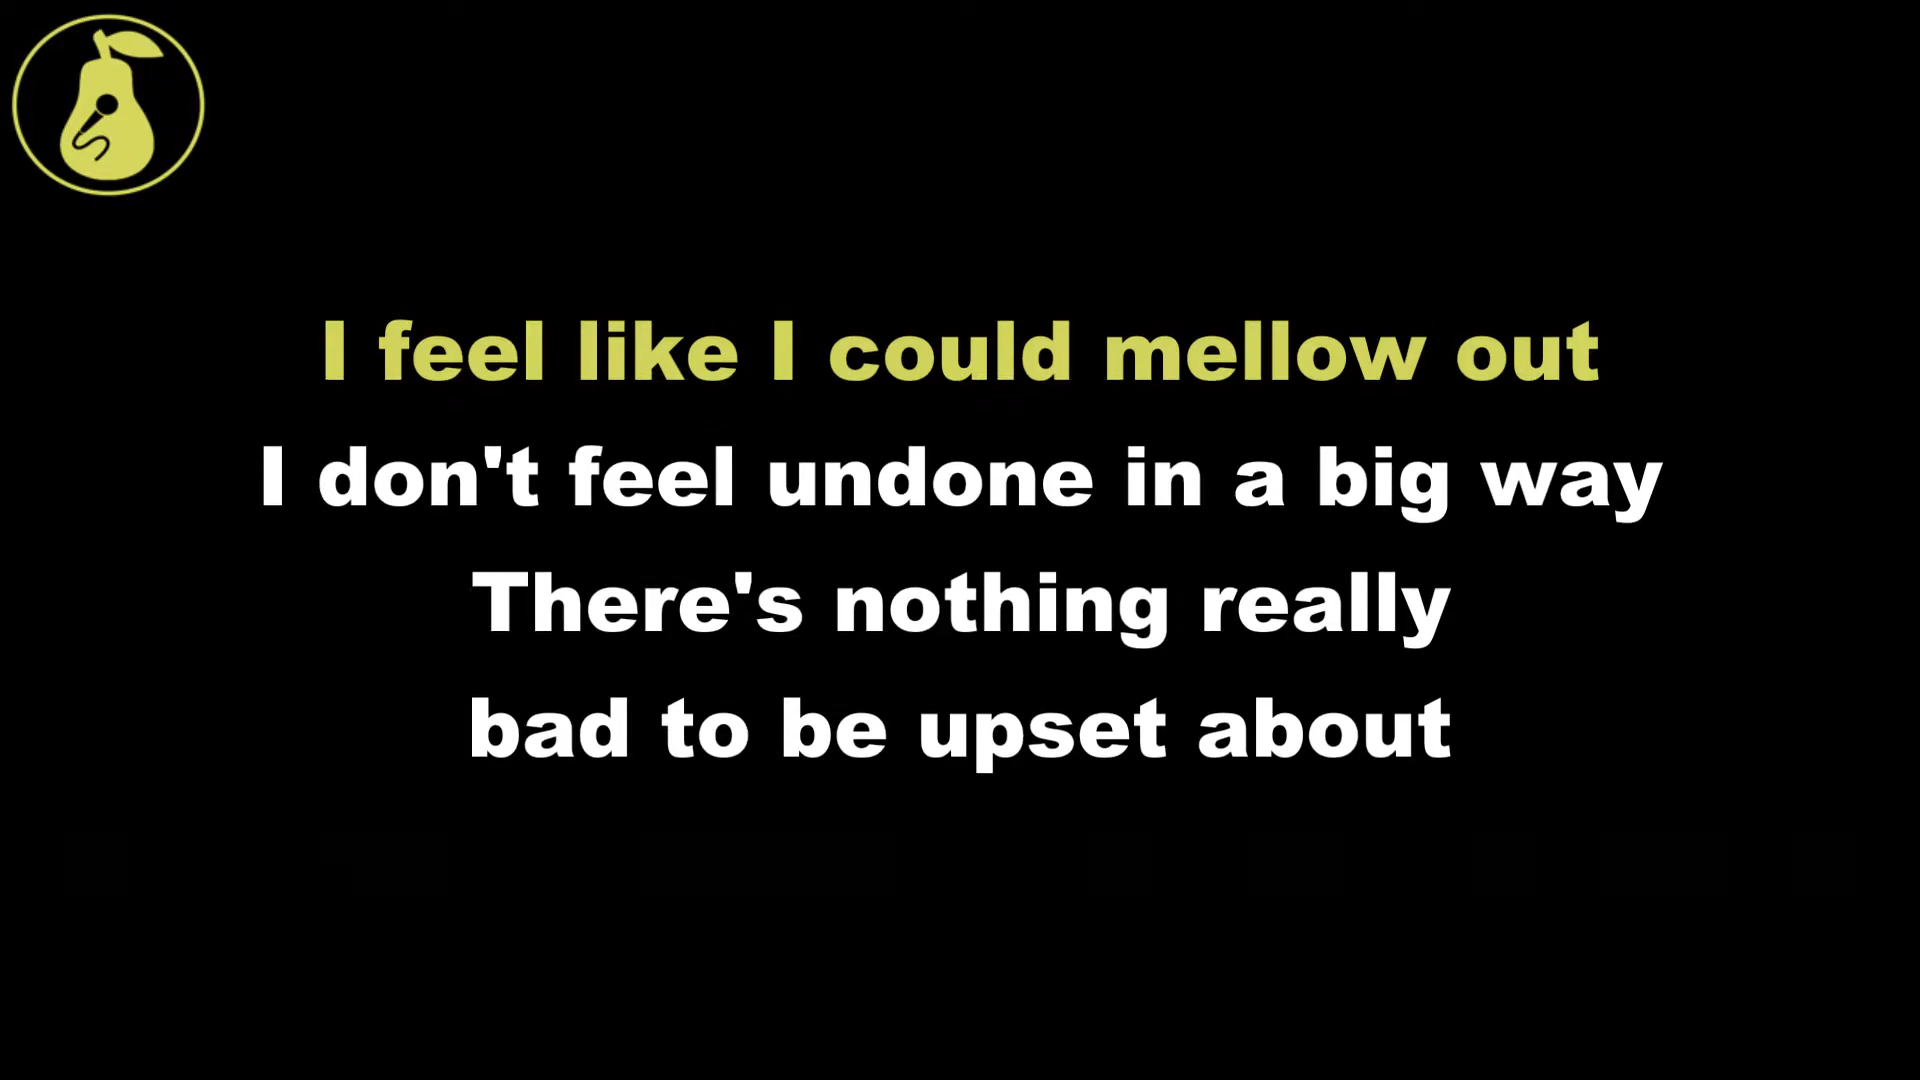 I feel like I could mellow out
I don't feel undone in a big way
There's nothing really
bad to be upset about